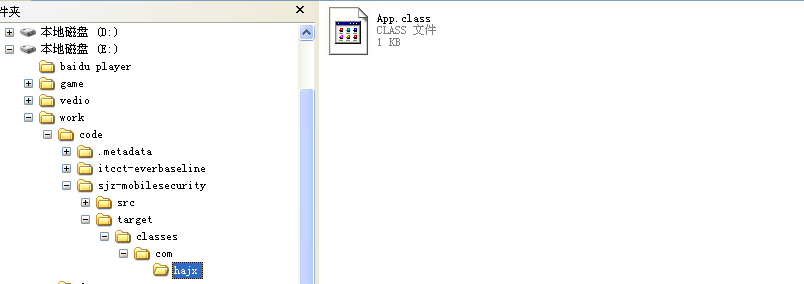 件夹
本地磁盘 (D:)
本地磁盘 (E:)
baidu player
game
vedio
work
code
.metadata
itcct-everbaseline
sjz-mobilesecurity
src
target
classes
com
hajx
App.class
CLASS 文件
1 KB